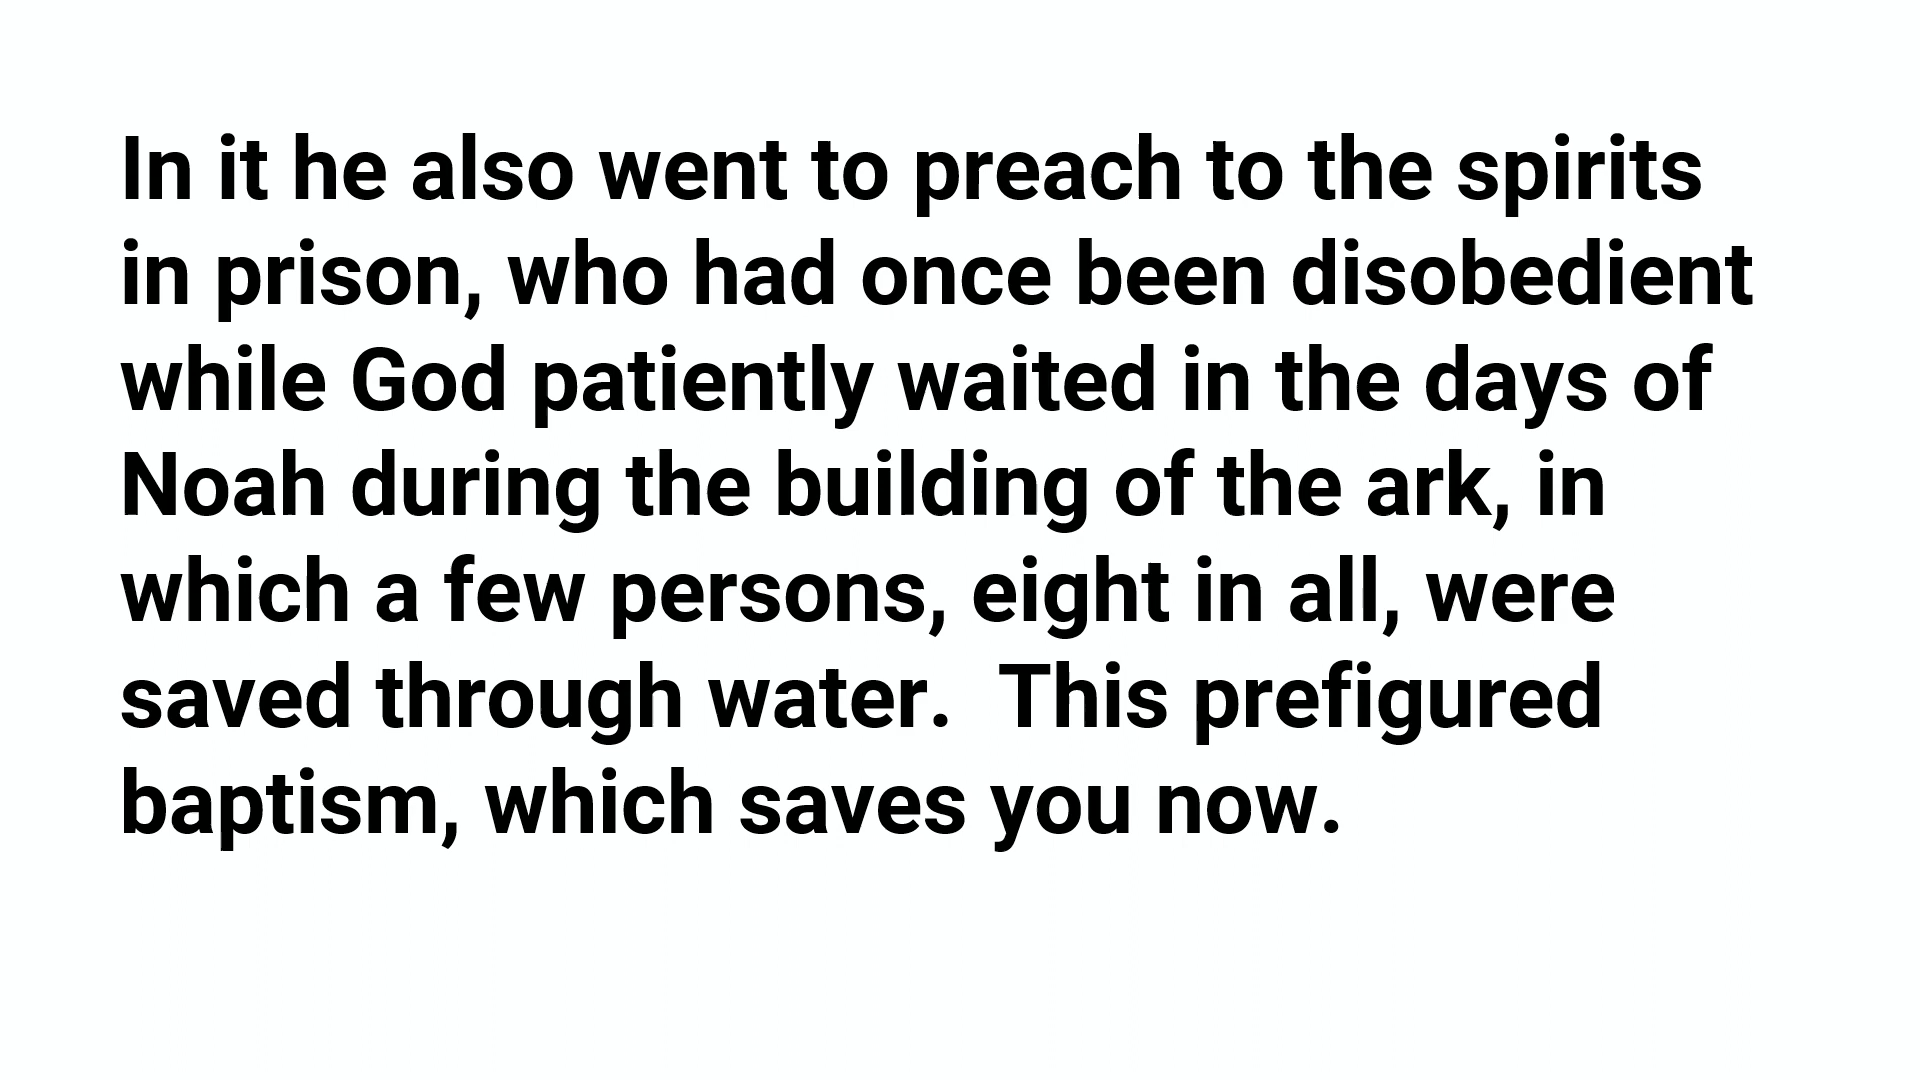 In it he also went to preach to the spirits
in prison, who had once been disobedient
while God patiently waited in the days of
Noah during the building of the ark, in
which a few persons, eight in all, were
saved through water.  This prefigured
baptism, which saves you now.